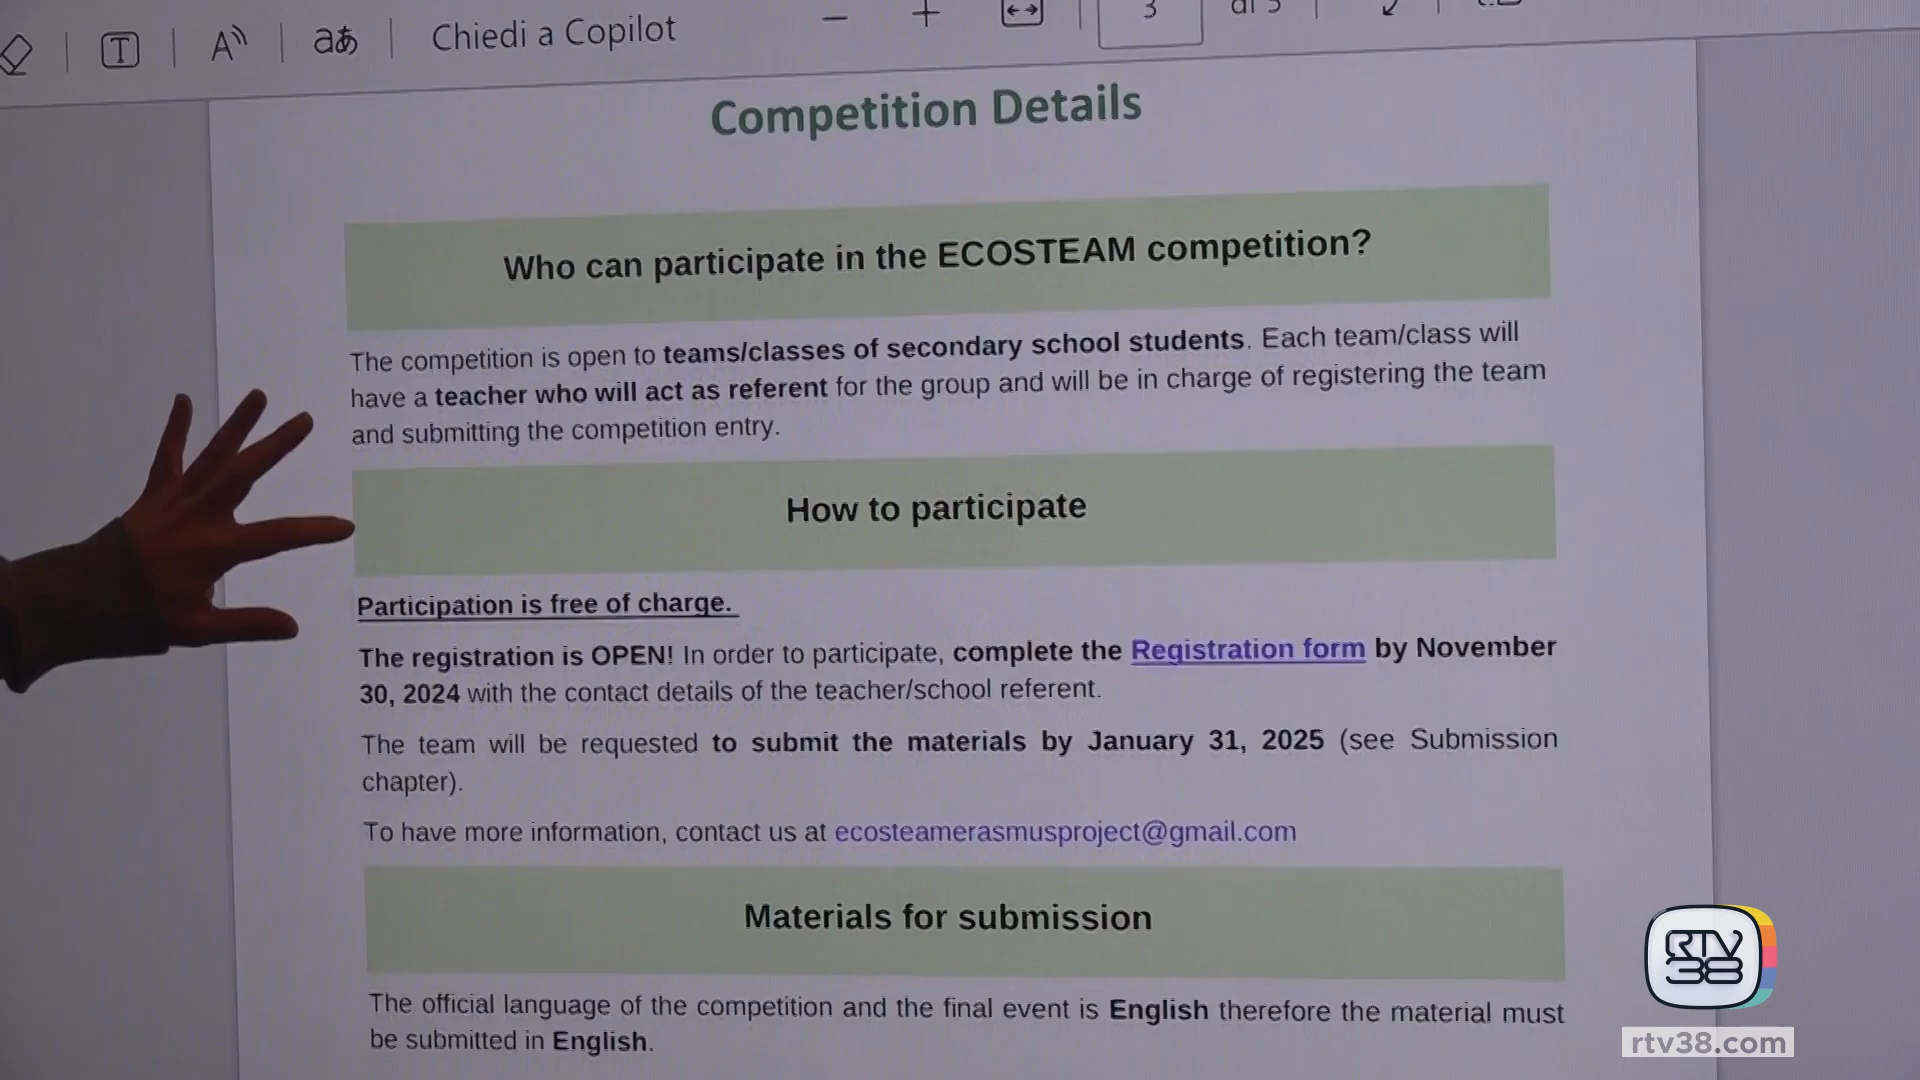 Chiedi a Copilot
3
di 5
Competition Details
Who can participate in the ECOSTEAM competition?
The competition is open to teams/classes of secondary school students. Each team/class will
have a teacher who will act as referent for the group and will be in charge of registering the team
and submitting the competition entry.
How to participate
Participation is free of charge.
The registration is OPEN! In order to participate, complete the Registration form by November
30, 2024 with the contact details of the teacher/school referent.
The team will be requested to submit the materials by January 31, 2025 (see Submission
chapter).
To have more information, contact us at ecosteamerasmusproject@gmail.com
Materials for submission
The official language of the competition and the final event is English therefore the material must
be submitted in English.
RTV
38
rtv38.com